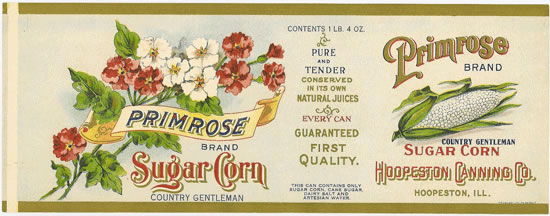 PRIMROSE
BRAND
Sugar Corn
COUNTRY GENTLEMAN
CONTENTS 1 LB. 4 OZ.
PURE
AND
TENDER
CONSERVED
IN ITS OWN
NATURAL JUICES
EVERY CAN
GUARANTEED
FIRST
QUALITY.
THIS CAN CONTAINS ONLY
SUGAR CORN, CANE SUGAR,
DAIRY SALT AND
ARTESIAN WATER.
Primrose
BRAND
COUNTRY GENTLEMAN
SUGAR CORN
HOOPESTON CANNING CO.
HOOPESTON, ILL.